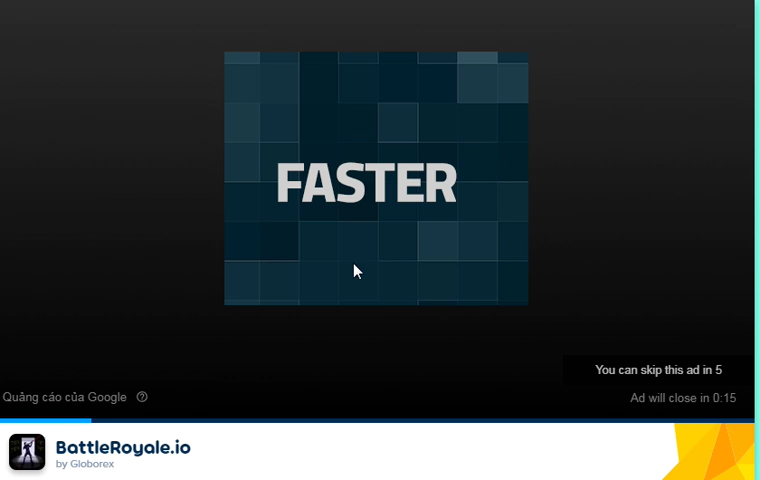 FASTER
You can skip this ad in 5
Quảng cáo của Google
Ad will close in 0:15
BattleRoyale.io
by Globorex